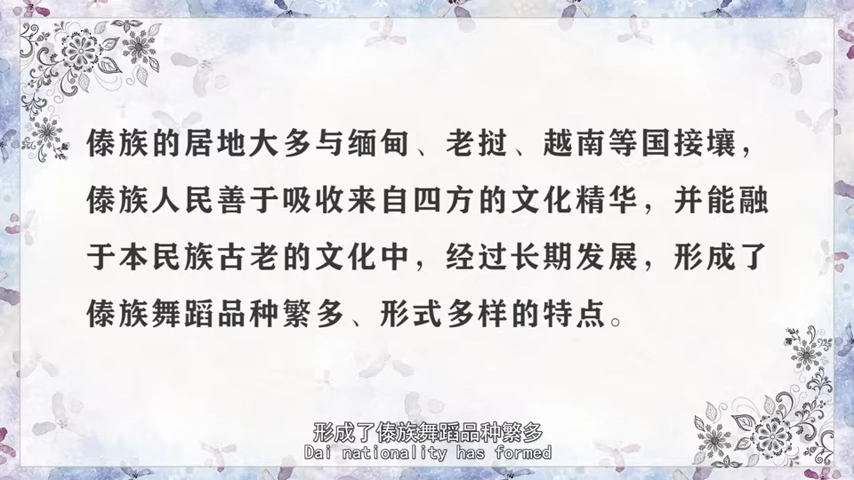 傣族的居地大多与缅甸、老挝、越南等国接壤，
傣族人民善于吸收来自四方的文化精华，并能融
于本民族古老的文化中，经过长期发展，形成了
傣族舞蹈品种繁多、形式多样的特点。
形成了傣族舞蹈品种繁多
Dai nationality has formed